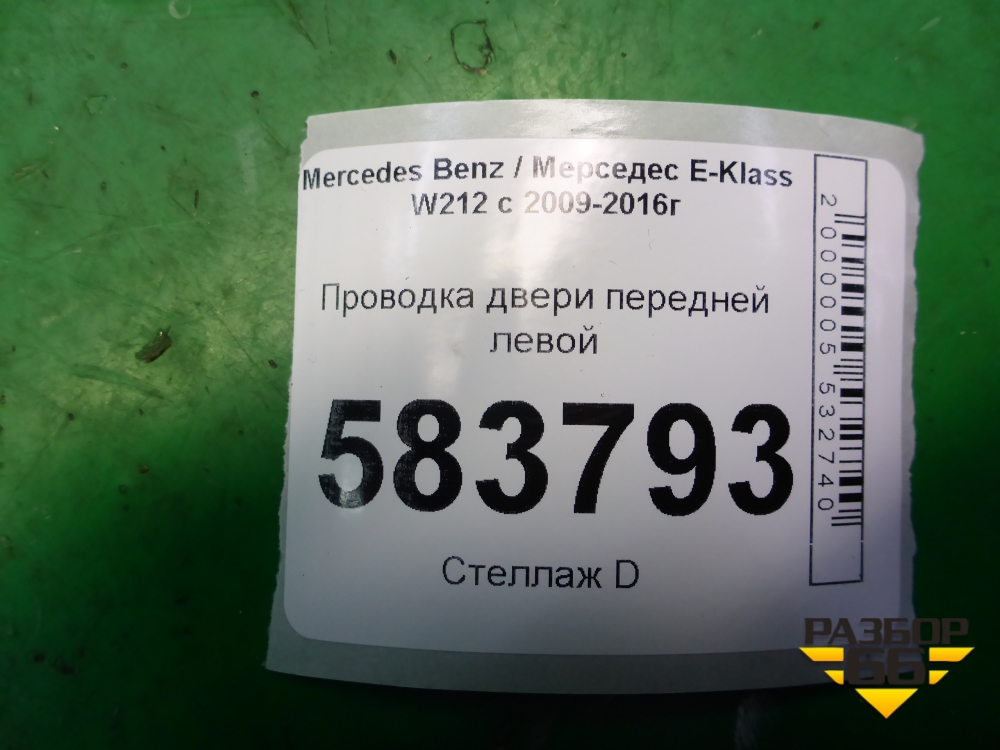 Mercedes Benz / Мерседес E-Klass
W212 с 2009-2016г
Проводка двери передней
левой
583793
Стеллаж D
2000005532740
РАЗБОР
66